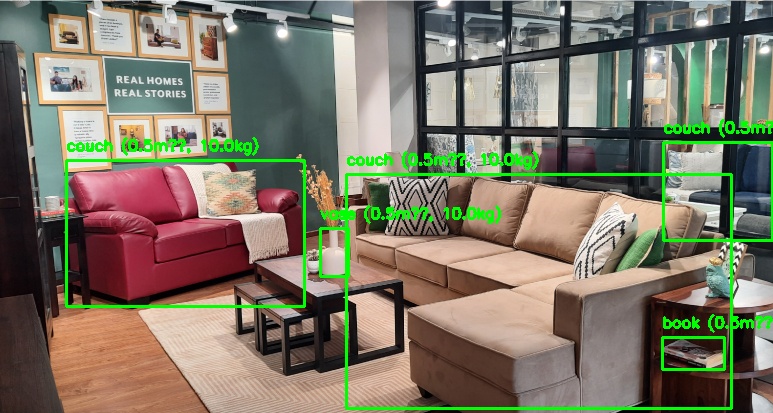 REAL HOMES
REAL STORIES
couch (0.5m??, 10.0kg)
couch (0.5m??, 10.0kg)
couch (0.5m?
vase (0.5m??, 10.0kg)
book (0.5m??